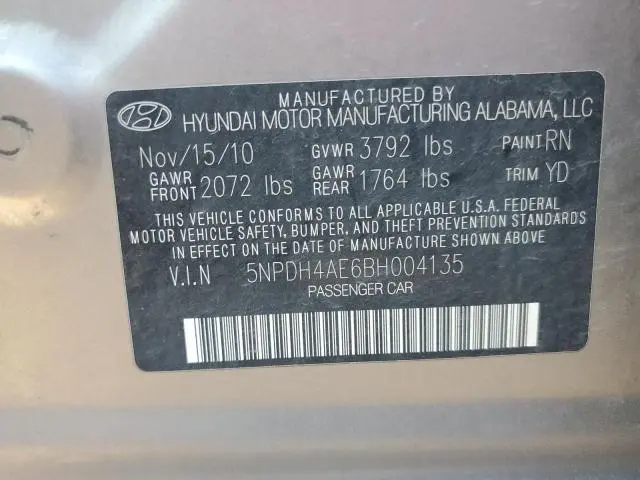 MANUFACTURED BY
HYUNDAI MOTOR MANUFACTURING ALABAMA, LLC
Nov/15/10 GVWR 3792 lbs PAINT RN
GAWR FRONT 2072 lbs GAWR REAR 1764 lbs TRIM YD
THIS VEHICLE CONFORMS TO ALL APPLICABLE U.S.A. FEDERAL
MOTOR VEHICLE SAFETY, BUMPER, AND THEFT PREVENTION STANDARDS
IN EFFECT ON THE DATE OF MANUFACTURE SHOWN ABOVE
V.I.N 5NPDH4AE6BH004135
PASSENGER CAR